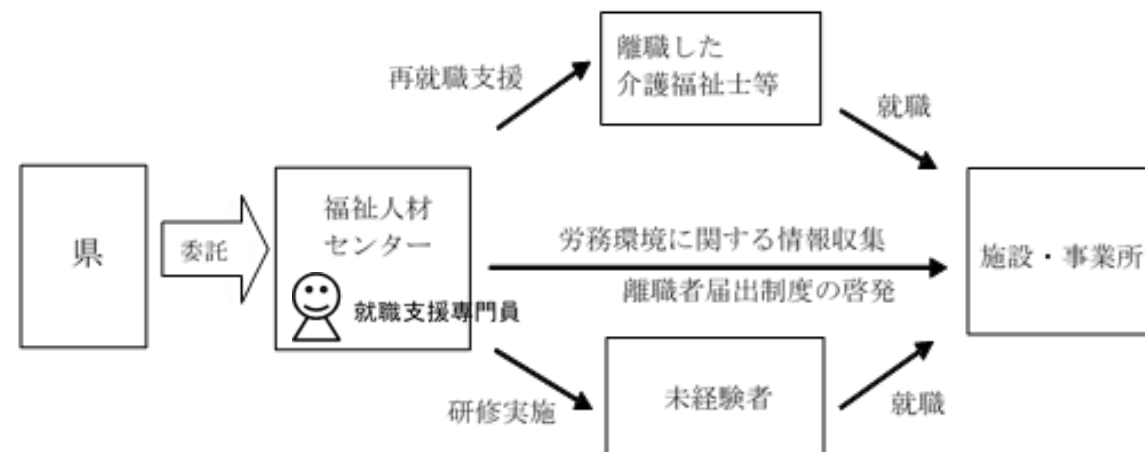 離職した
介護福祉士等
再就職支援
就職
県
委託
福祉人材
センター
就職支援専門員
労務環境に関する情報収集
離職者届出制度の啓発
施設・事業所
研修実施
未経験者
就職